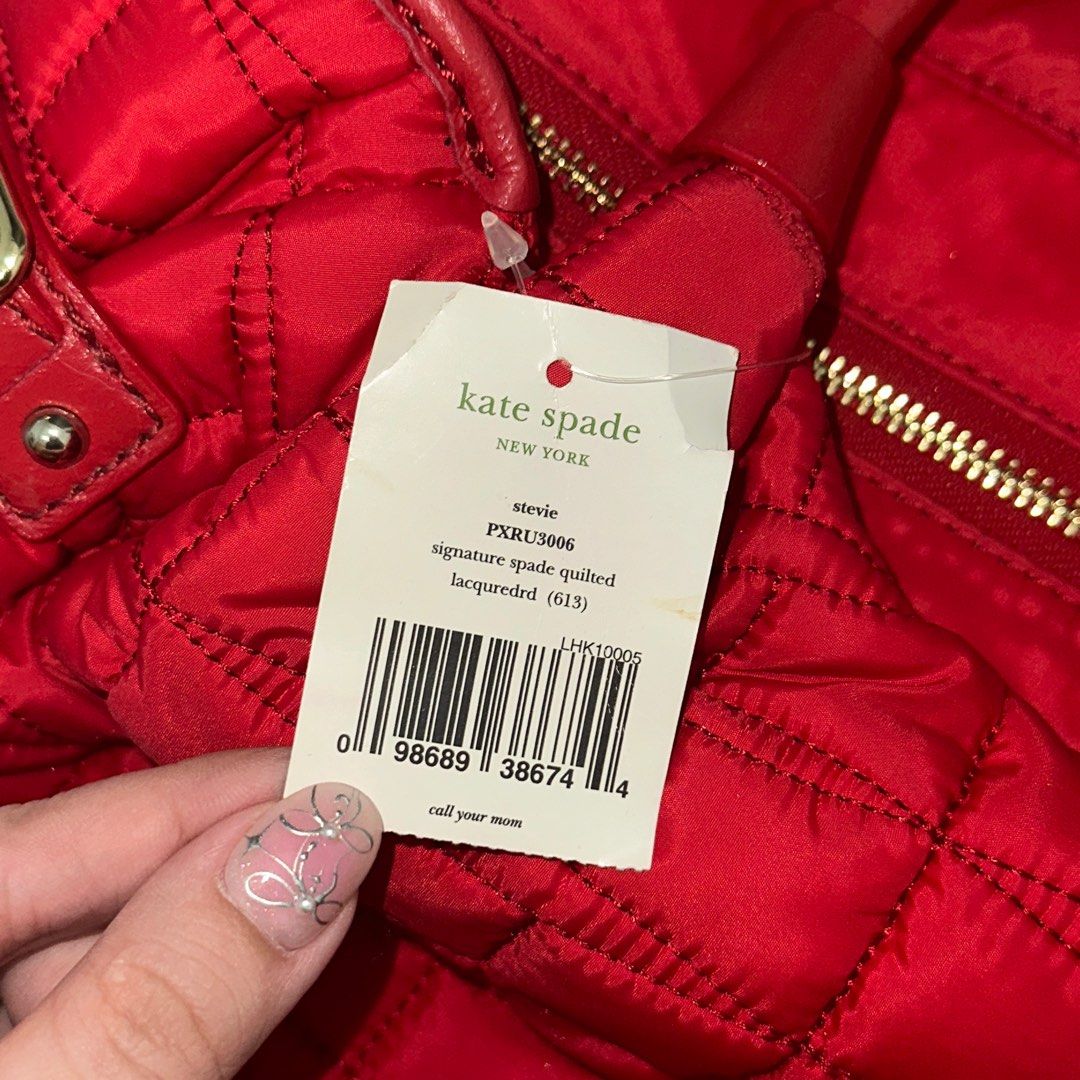 kate spade
NEW YORK
stevie
PXRU3006
signature spade quilted
lacquredrd (613)
LHK10005
0 98689 38674 4
call your mom